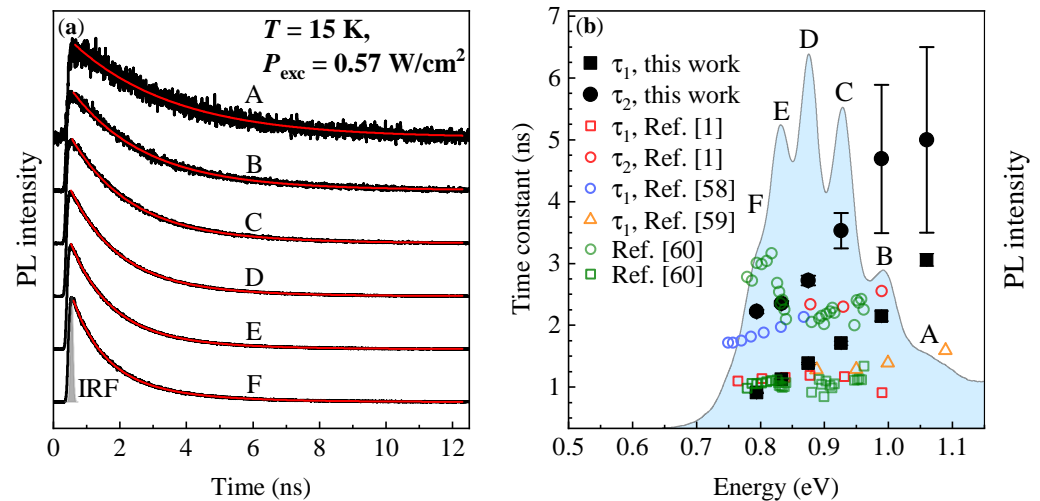 (a)
T = 15 K,
P_exc = 0.57 W/cm²
A
B
C
D
E
F
IRF
PL intensity
0 2 4 6 8 10 12
Time (ns)
(b)
τ₁, this work
τ₂, this work
τ₁, Ref. [1]
τ₂, Ref. [1]
τ₁, Ref. [58]
τ₁, Ref. [59]
Ref. [60]
Ref. [60]
D
C
E
F
B
A
7
6
5
4
3
2
1
Time constant (ns)
PL intensity
0.5 0.6 0.7 0.8 0.9 1.0 1.1
Energy (eV)